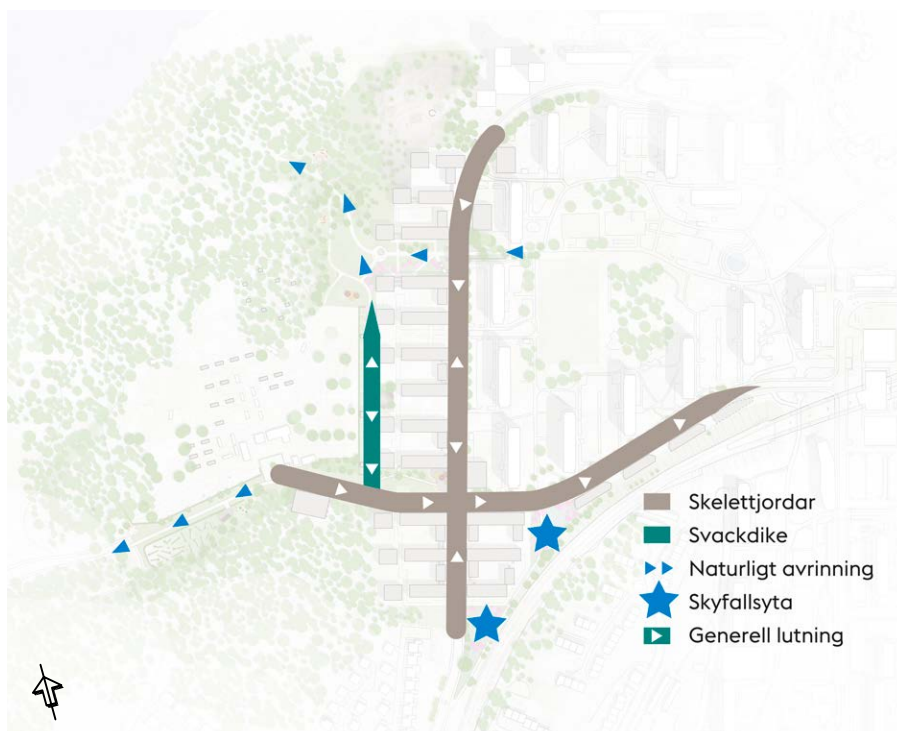 Skelettjordar
Svackdike
Naturligt avrinning
Skyfallsyta
Generell lutning